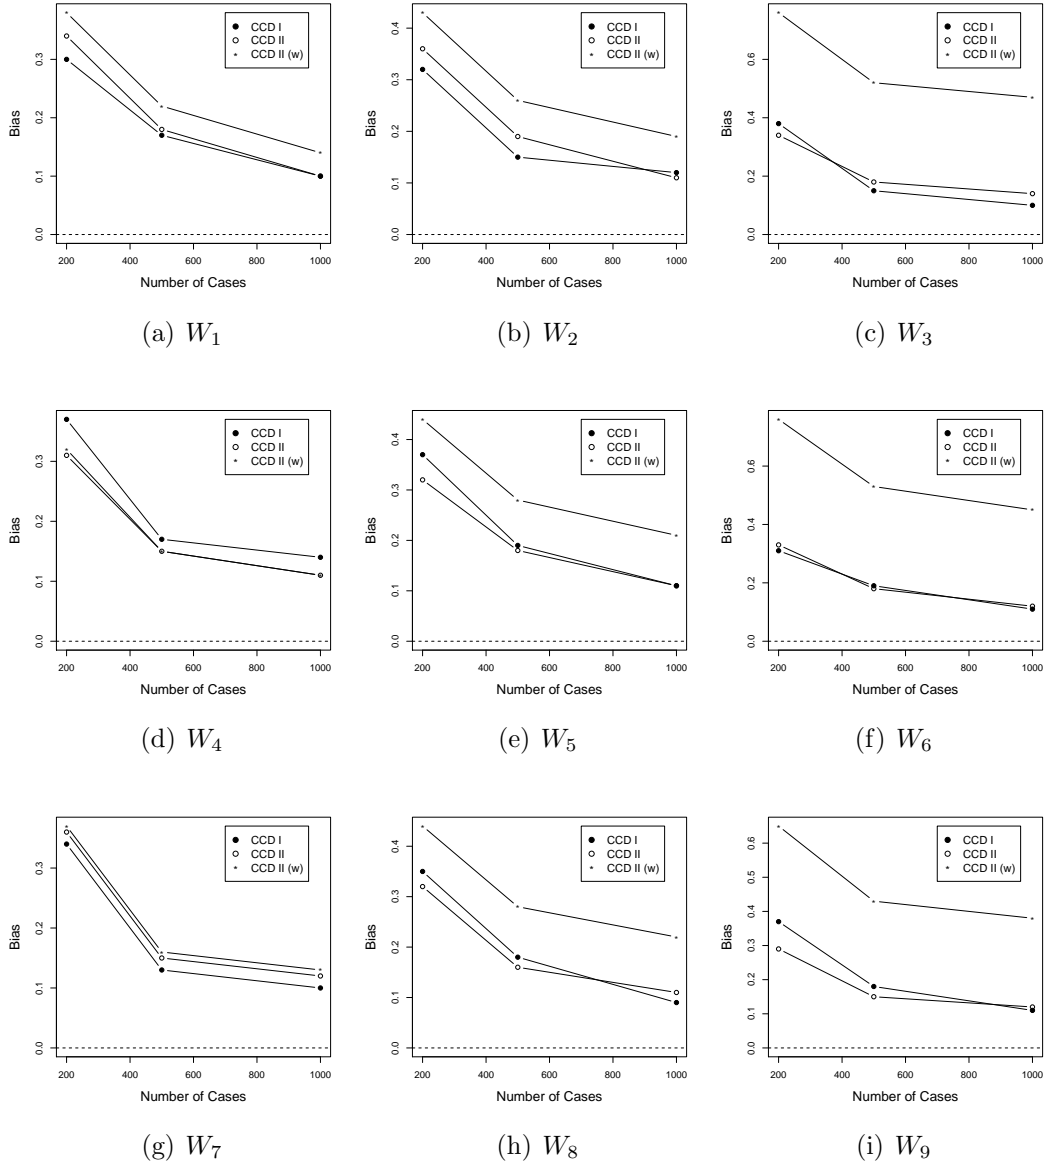 CCD I
CCD II
CCD II (w)
Bias
0.0 0.1 0.2 0.3
200 400 600 800 1000
Number of Cases
(a) W1
CCD I
CCD II
CCD II (w)
Bias
0.0 0.1 0.2 0.3 0.4
200 400 600 800 1000
Number of Cases
(b) W2
CCD I
CCD II
CCD II (w)
Bias
0.0 0.2 0.4 0.6
200 400 600 800 1000
Number of Cases
(c) W3
CCD I
CCD II
CCD II (w)
Bias
0.0 0.1 0.2 0.3
200 400 600 800 1000
Number of Cases
(d) W4
CCD I
CCD II
CCD II (w)
Bias
0.0 0.1 0.2 0.3 0.4
200 400 600 800 1000
Number of Cases
(e) W5
CCD I
CCD II
CCD II (w)
Bias
0.0 0.2 0.4 0.6
200 400 600 800 1000
Number of Cases
(f) W6
CCD I
CCD II
CCD II (w)
Bias
0.0 0.1 0.2 0.3
200 400 600 800 1000
Number of Cases
(g) W7
CCD I
CCD II
CCD II (w)
Bias
0.0 0.1 0.2 0.3 0.4
200 400 600 800 1000
Number of Cases
(h) W8
CCD I
CCD II
CCD II (w)
Bias
0.0 0.1 0.2 0.3 0.4 0.5 0.6
200 400 600 800 1000
Number of Cases
(i) W9